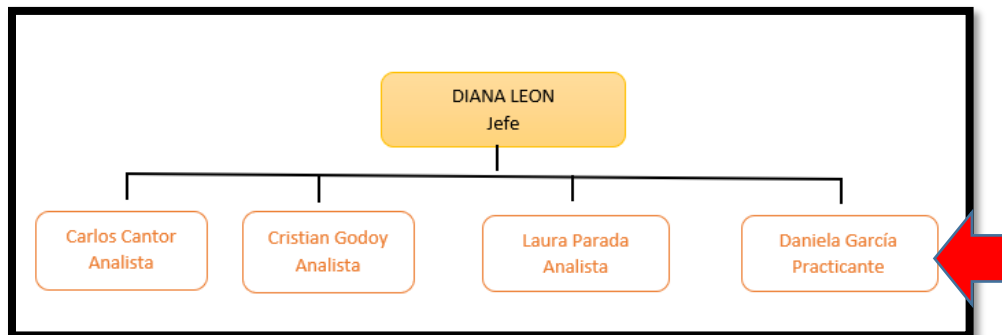 DIANA LEON
Jefe
Carlos Cantor
Analista
Cristian Godoy
Analista
Laura Parada
Analista
Daniela García
Practicante